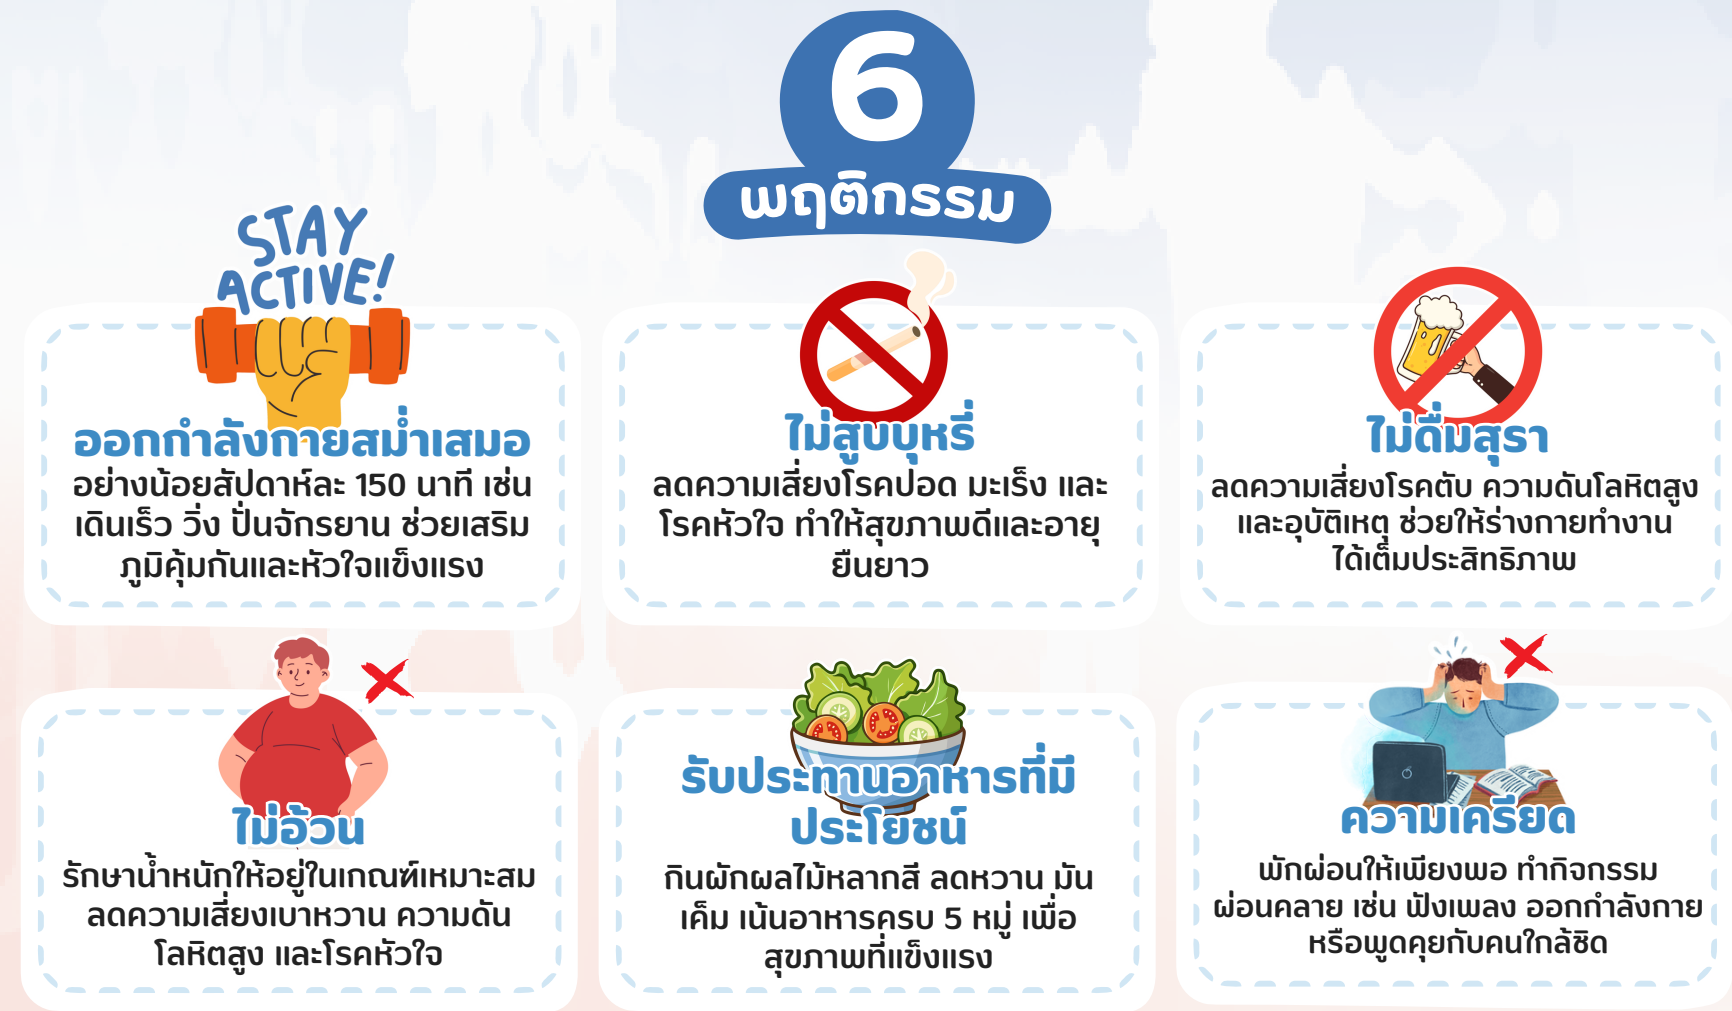 6
พฤติกรรม
STAY
ACTIVE!
ออกกำลังกายสม่ำเสมอ
อย่างน้อยสัปดาห์ละ 150 นาที เช่น
เดินเร็ว วิ่ง ปั่นจักรยาน ช่วยเสริม
ภูมิคุ้มกันและหัวใจแข็งแรง
ไม่สูบบุหรี่
ลดความเสี่ยงโรคปอด มะเร็ง และ
โรคหัวใจ ทำให้สุขภาพดีและอายุ
ยืนยาว
ไม่ดื่มสุรา
ลดความเสี่ยงโรคตับ ความดันโลหิตสูง
และอุบัติเหตุ ช่วยให้ร่างกายทำงาน
ได้เต็มประสิทธิภาพ
ไม่อ้วน
รักษาน้ำหนักให้อยู่ในเกณฑ์เหมาะสม
ลดความเสี่ยงเบาหวาน ความดัน
โลหิตสูง และโรคหัวใจ
รับประทานอาหารที่มี
ประโยชน์
กินผักผลไม้หลากสี ลดหวาน มัน
เค็ม เน้นอาหารครบ 5 หมู่ เพื่อ
สุขภาพที่แข็งแรง
ความเครียด
พักผ่อนให้เพียงพอ ทำกิจกรรม
ผ่อนคลาย เช่น ฟังเพลง ออกกำลังกาย
หรือพูดคุยกับคนใกล้ชิด